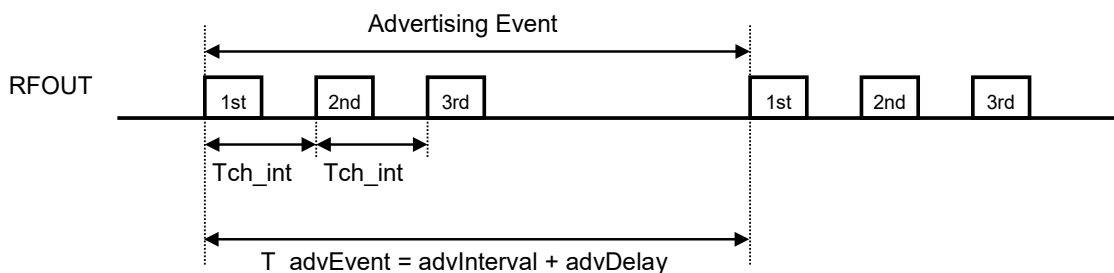 Advertising Event
RFOUT
1st 2nd 3rd 1st 2nd 3rd
Tch_int Tch_int
T_advEvent = advInterval + advDelay